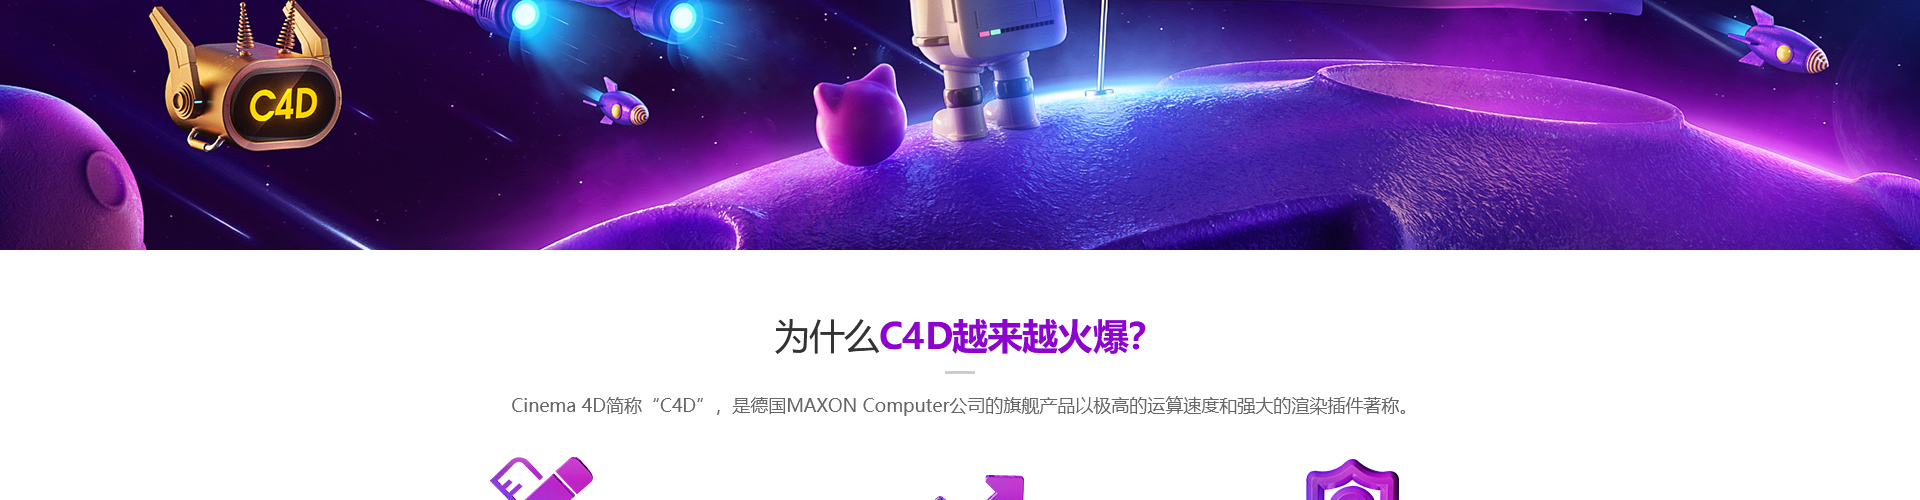 C4D
为什么C4D越来越火爆?
Cinema 4D简称“C4D”，是德国MAXON Computer公司的旗舰产品以极高的运算速度和强大的渲染插件著称。